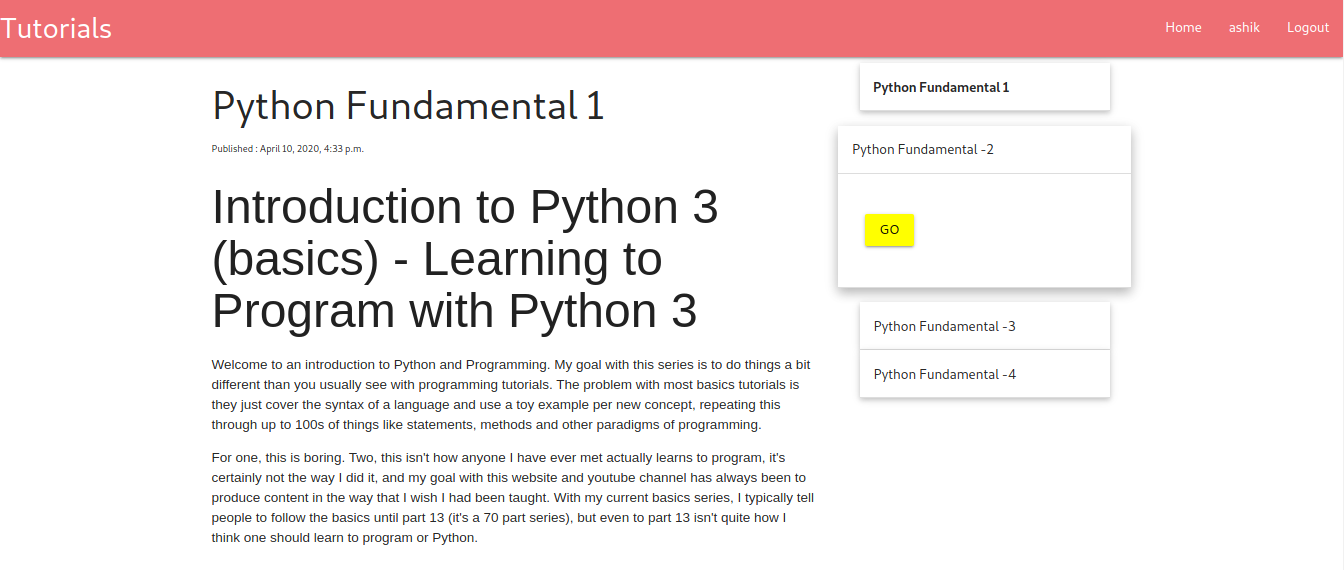 Tutorials
Home ashik Logout
Python Fundamental 1
Published : April 10, 2020, 4:33 p.m.
Introduction to Python 3
(basics) - Learning to
Program with Python 3
Welcome to an introduction to Python and Programming. My goal with this series is to do things a bit
different than you usually see with programming tutorials. The problem with most basics tutorials is
they just cover the syntax of a language and use a toy example per new concept, repeating this
through up to 100s of things like statements, methods and other paradigms of programming.
For one, this is boring. Two, this isn't how anyone I have ever met actually learns to program, it's
certainly not the way I did it, and my goal with this website and youtube channel has always been to
produce content in the way that I wish I had been taught. With my current basics series, I typically tell
people to follow the basics until part 13 (it's a 70 part series), but even to part 13 isn't quite how I
think one should learn to program or Python.
Python Fundamental 1
Python Fundamental -2
GO
Python Fundamental -3
Python Fundamental -4